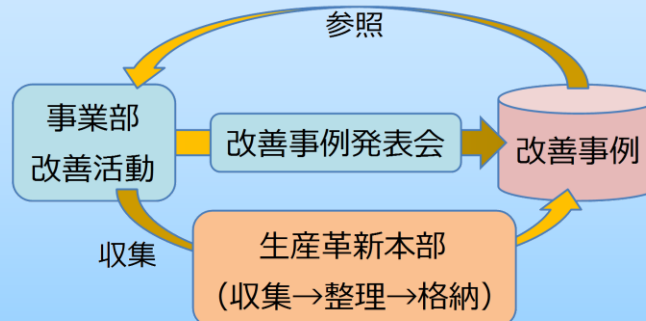 参照
事業部
改善活動
改善事例発表会
改善事例
収集
生産革新本部
（収集→整理→格納）